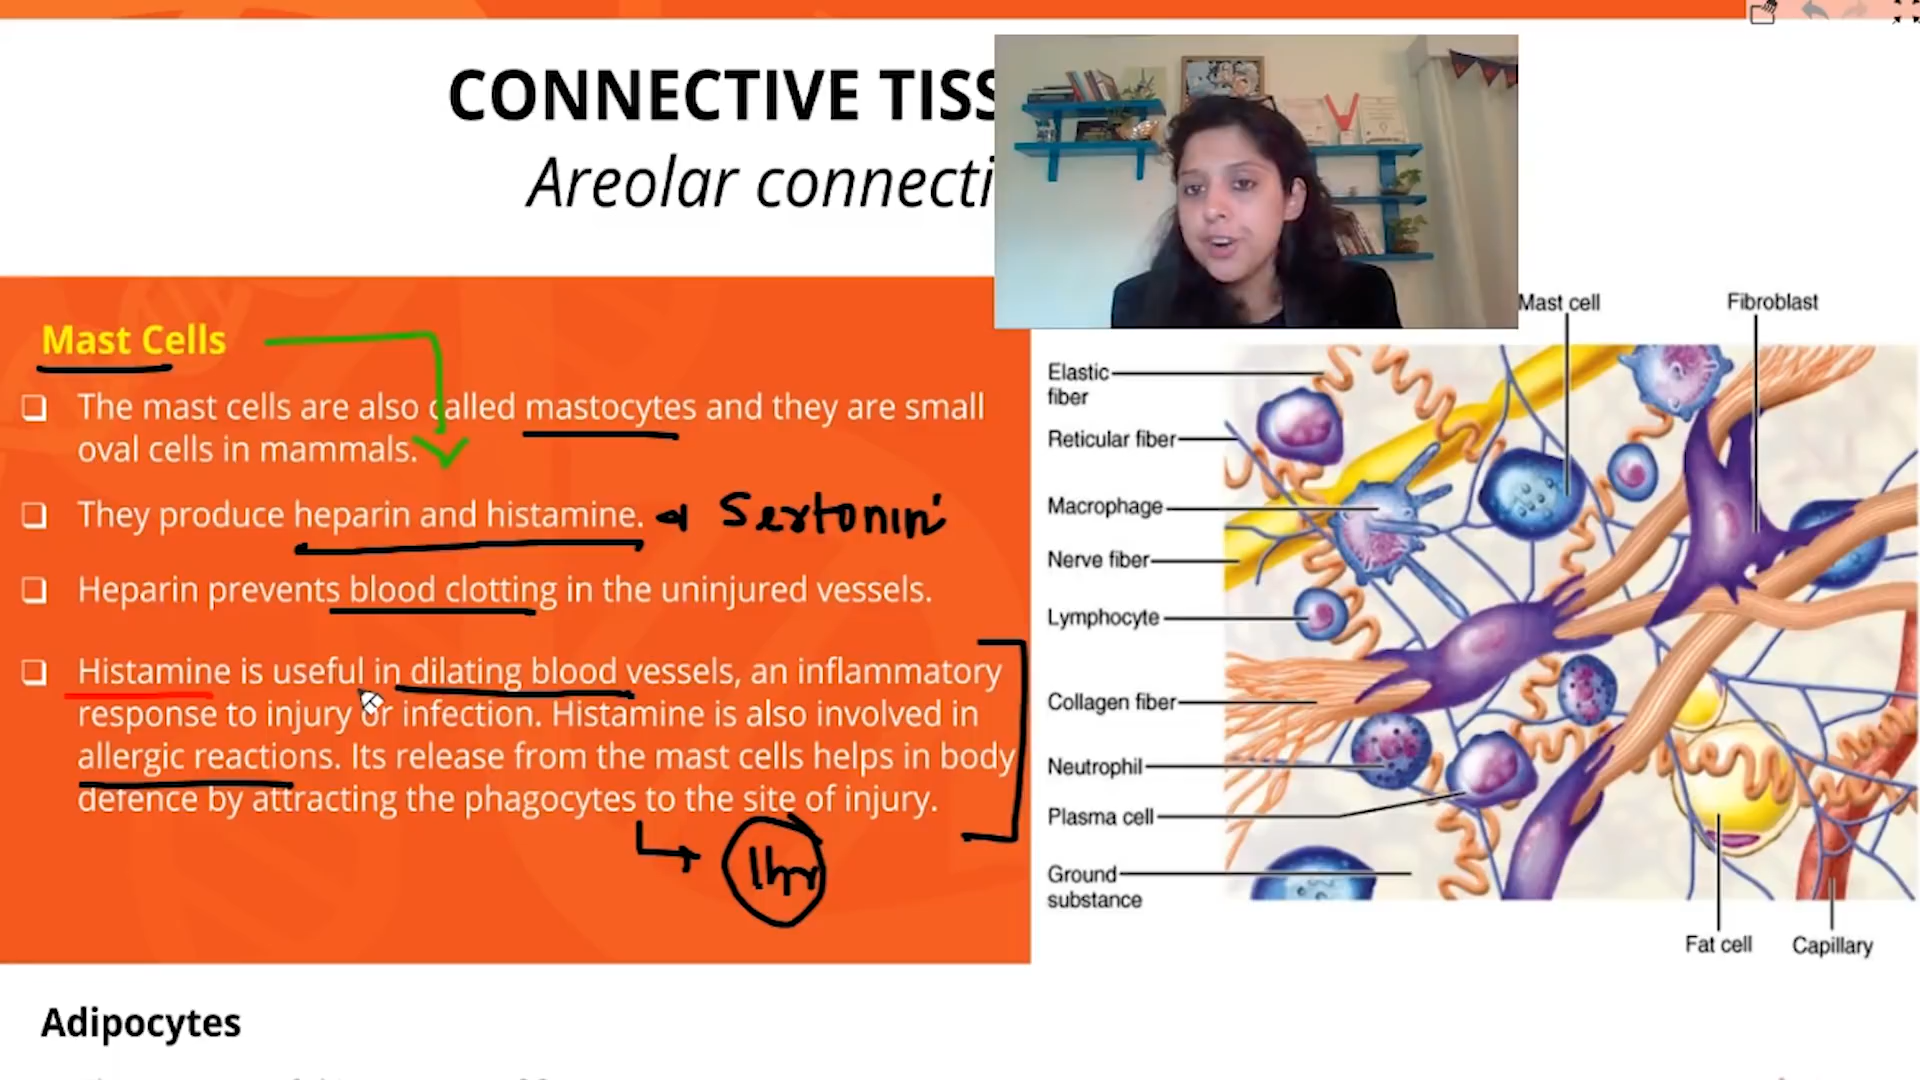 CONNECTIVE TISS
Areolar connecti
Mast Cells
❑ The mast cells are also called mastocytes and they are small
oval cells in mammals.
❑ They produce heparin and histamine. Sertonin
❑ Heparin prevents blood clotting in the uninjured vessels.
❑ Histamine is useful in dilating blood vessels, an inflammatory
response to injury or infection. Histamine is also involved in
allergic reactions. Its release from the mast cells helps in body
defence by attracting the phagocytes to the site of injury.
1hr
Mast cell
Fibroblast
Elastic
fiber
Reticular fiber
Macrophage
Nerve fiber
Lymphocyte
Collagen fiber
Neutrophil
Plasma cell
Ground
substance
Fat cell
Capillary
Adipocytes